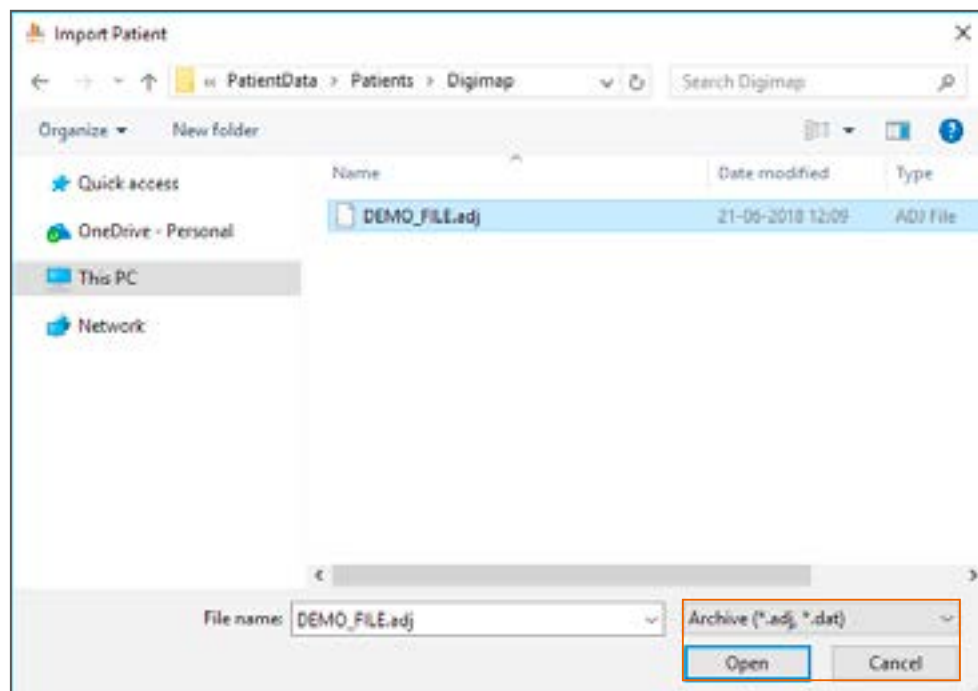 Import Patient
« PatientData > Patients > Digimap
Search Digimap
Organize
New folder
Quick access
OneDrive - Personal
This PC
Network
Name
Date modified
Type
DEMO_FILE.adj
21-06-2018 12:09
ADJ File
File name:
DEMO_FILE.adj
Archive (*.adj, *.dat)
Open
Cancel